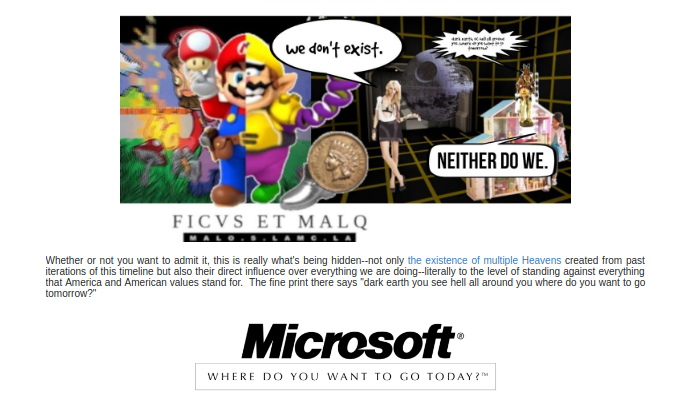 we don't exist.
dark earth, oc hell all around
you, where do you want to go
tomorrow?
NEITHER DO WE.
FICVS ET MALQ
MALO.S.LAMC.LA
Whether or not you want to admit it, this is really what's being hidden--not only the existence of multiple Heavens created from past
iterations of this timeline but also their direct influence over everything we are doing--literally to the level of standing against everything
that America and American values stand for. The fine print there says "dark earth you see hell all around you where do you want to go
tomorrow?"
Microsoft®
WHERE DO YOU WANT TO GO TODAY?™